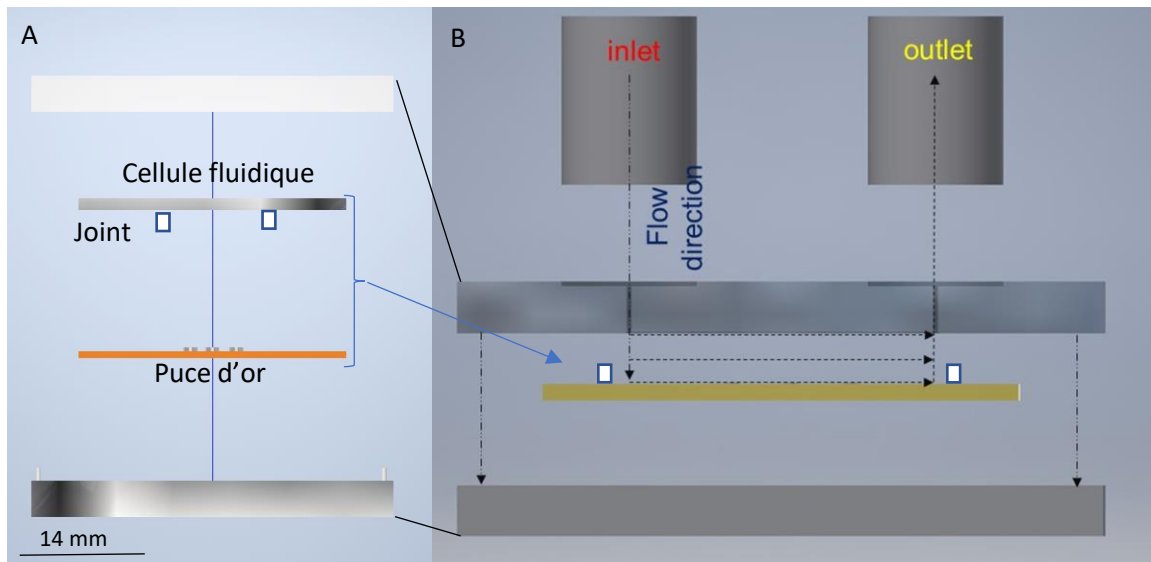 A
Cellule fluidique
Joint
Puce d’or
14 mm
B
inlet
outlet
Flow
direction